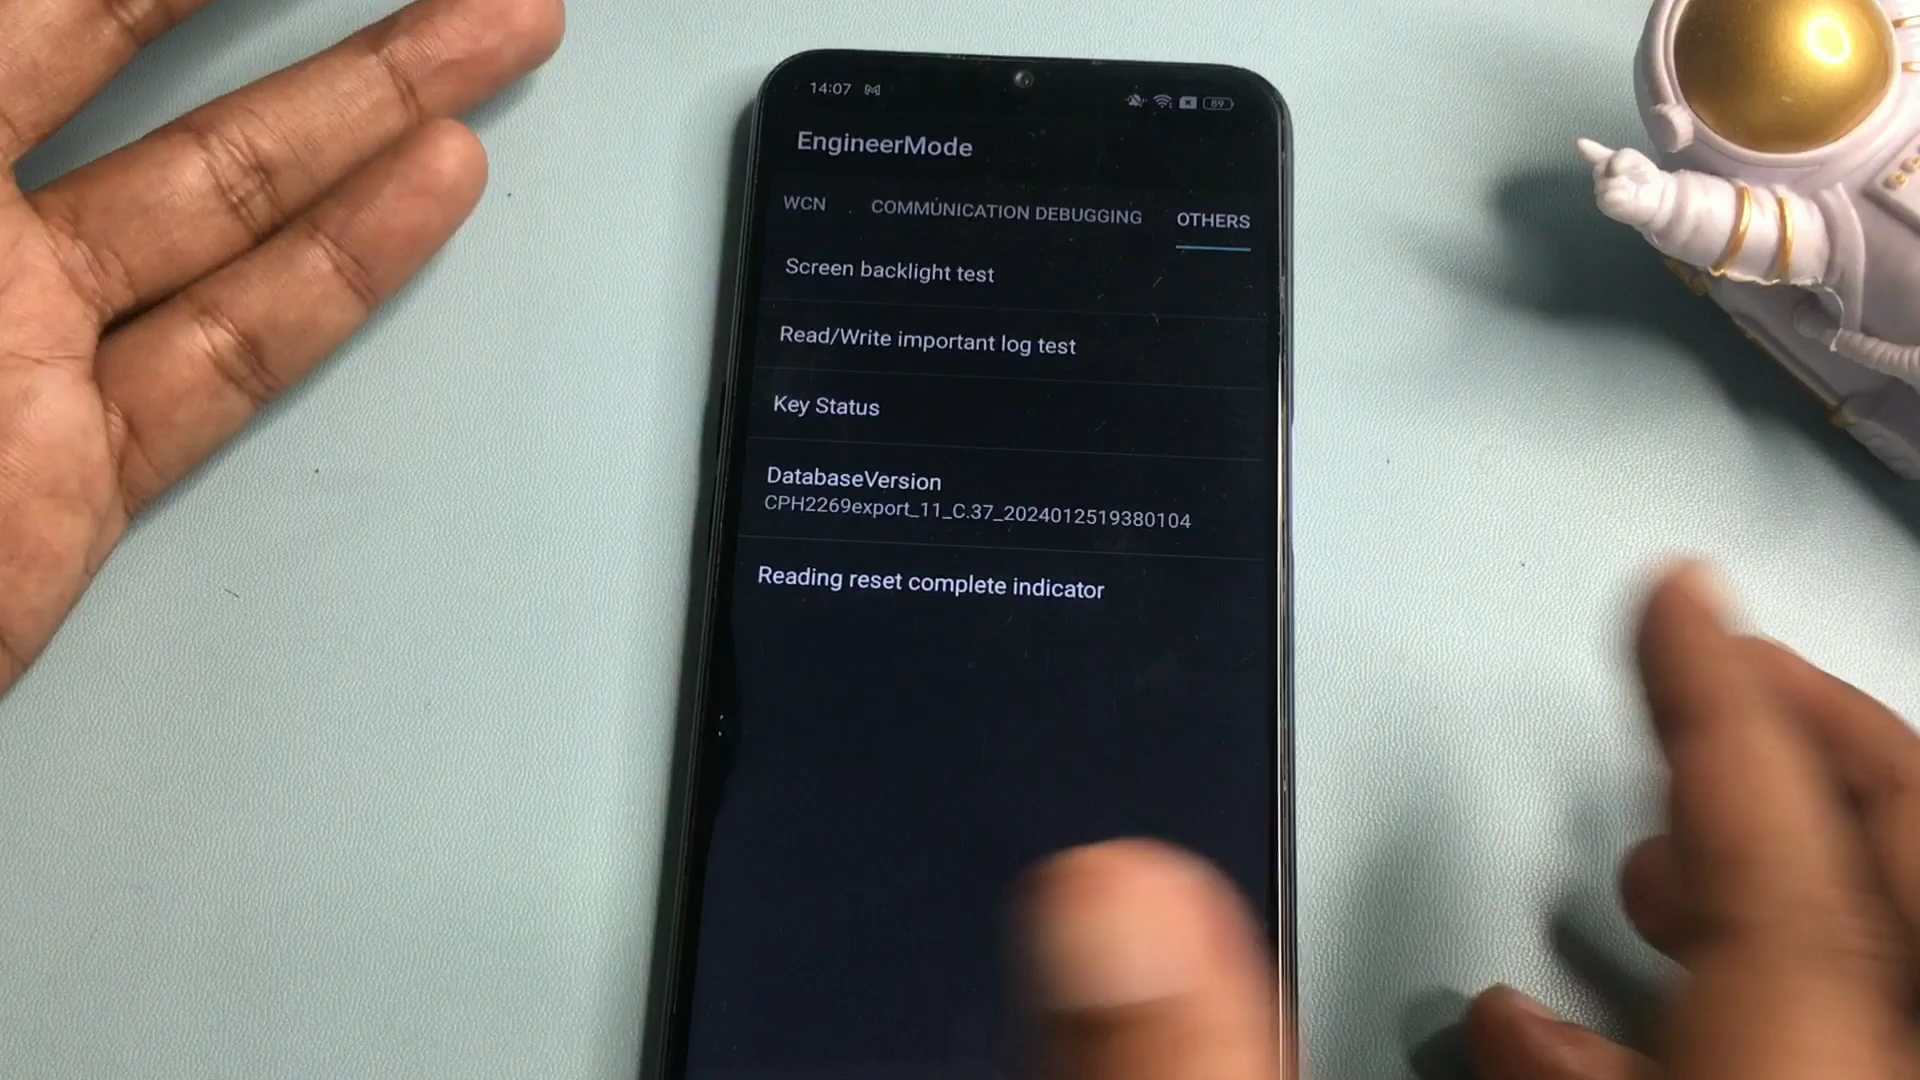 14:07
89
EngineerMode
WCN COMMUNICATION DEBUGGING OTHERS
Screen backlight test
Read/Write important log test
Key Status
DatabaseVersion
CPH2269export_11_C.37_2024012519380104
Reading reset complete indicator